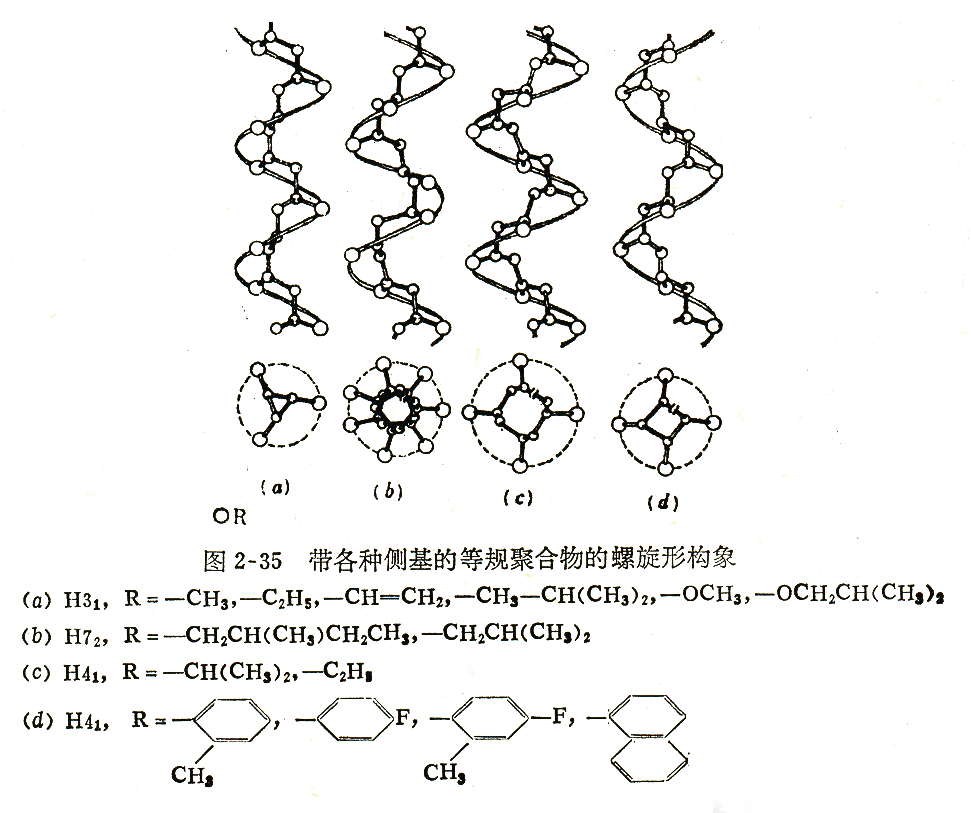 (a) (b) (c) (d)
OR
图 2-35 带各种侧基的等规聚合物的螺旋形构象
(a) H3₁, R=—CH₃,—C₂H₅,—CH=CH₂,—CH₃—CH(CH₃)₂,—OCH₃,—OCH₂CH(CH₃)₂
(b) H7₂, R=—CH₂CH(CH₃)CH₂CH₃,—CH₂CH(CH₃)₂
(c) H4₁, R=—CH(CH₃)₂,—C₂H₅
(d) H4₁, R=— , — F, — —F, —
CH₃ CH₃